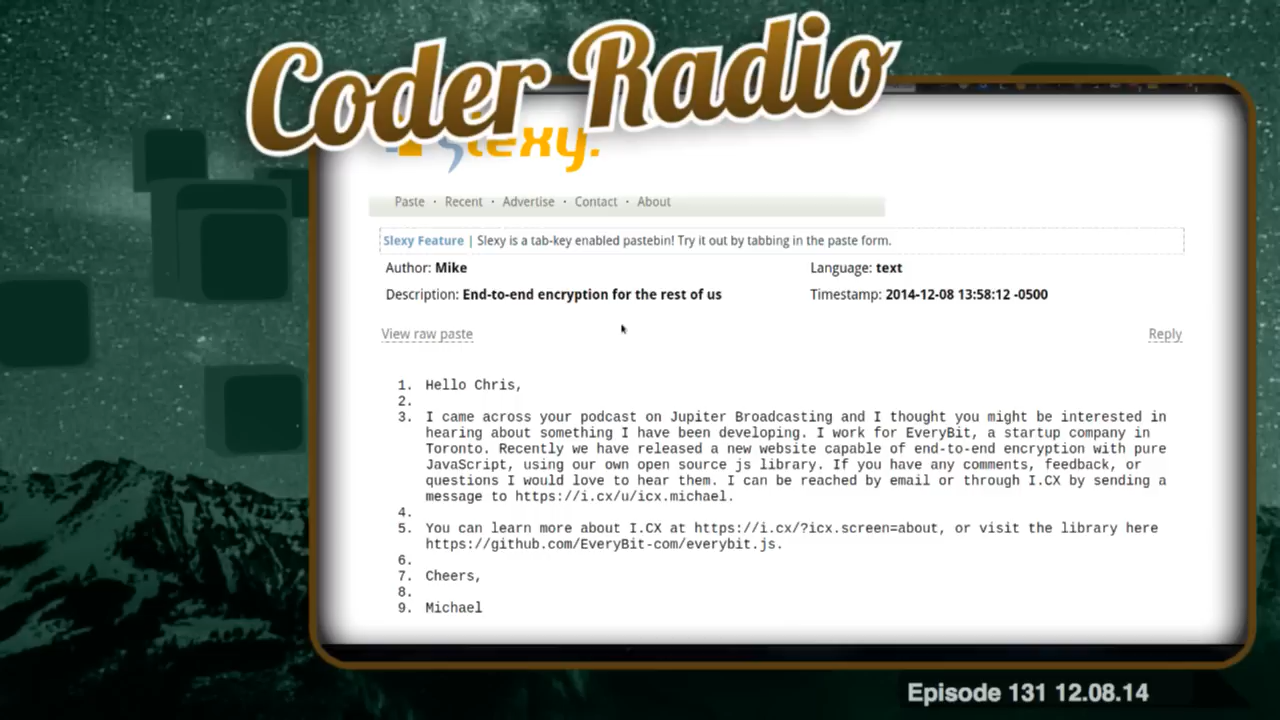 Coder Radio
slexy.
Paste · Recent · Advertise · Contact · About
Slexy Feature | Slexy is a tab-key enabled pastebin! Try it out by tabbing in the paste form.
Author: Mike
Language: text
Description: End-to-end encryption for the rest of us
Timestamp: 2014-12-08 13:58:12 -0500
View raw paste
Reply
1. Hello Chris,
2.
3. I came across your podcast on Jupiter Broadcasting and I thought you might be interested in
hearing about something I have been developing. I work for EveryBit, a startup company in
Toronto. Recently we have released a new website capable of end-to-end encryption with pure
JavaScript, using our own open source js library. If you have any comments, feedback, or
questions I would love to hear them. I can be reached by email or through I.CX by sending a
message to https://i.cx/u/icx.michael.
4.
5. You can learn more about I.CX at https://i.cx/?icx.screen=about, or visit the library here
https://github.com/EveryBit-com/everybit.js.
6.
7. Cheers,
8.
9. Michael
Episode 131 12.08.14